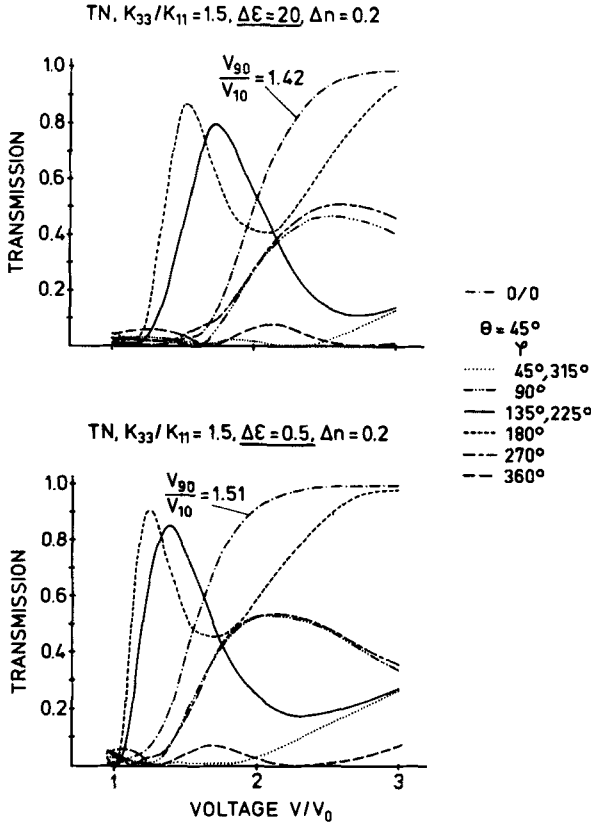 TN, K33/K11 = 1.5, Δε=20, Δn = 0.2
1.0
0.8
0.6
0.4
0.2
TRANSMISSION
V90
V10
=1.42
1
2
3
0/0
θ = 45°
φ
45°,315°
90°
135°,225°
180°
270°
360°
TN, K33/K11 = 1.5, Δε = 0.5, Δn = 0.2
1.0
0.8
0.6
0.4
0.2
TRANSMISSION
V90
V10
=1.51
1
2
3
VOLTAGE V/V0